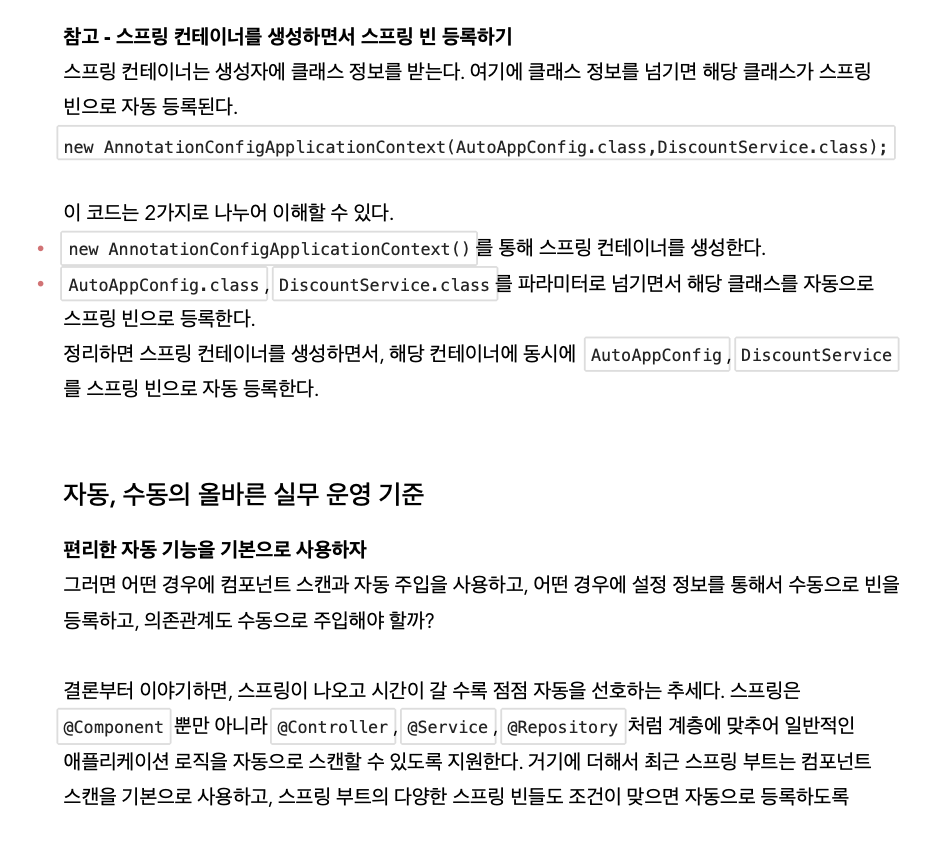 참고 - 스프링 컨테이너를 생성하면서 스프링 빈 등록하기
스프링 컨테이너는 생성자에 클래스 정보를 받는다. 여기에 클래스 정보를 넘기면 해당 클래스가 스프링
빈으로 자동 등록된다.
new AnnotationConfigApplicationContext(AutoAppConfig.class,DiscountService.class);
이 코드는 2가지로 나누어 이해할 수 있다.
• new AnnotationConfigApplicationContext() 를 통해 스프링 컨테이너를 생성한다.
• AutoAppConfig.class , DiscountService.class 를 파라미터로 넘기면서 해당 클래스를 자동으로
스프링 빈으로 등록한다.
정리하면 스프링 컨테이너를 생성하면서, 해당 컨테이너에 동시에 AutoAppConfig , DiscountService
를 스프링 빈으로 자동 등록한다.
자동, 수동의 올바른 실무 운영 기준
편리한 자동 기능을 기본으로 사용하자
그러면 어떤 경우에 컴포넌트 스캔과 자동 주입을 사용하고, 어떤 경우에 설정 정보를 통해서 수동으로 빈을
등록하고, 의존관계도 수동으로 주입해야 할까?
결론부터 이야기하면, 스프링이 나오고 시간이 갈 수록 점점 자동을 선호하는 추세다. 스프링은
@Component 뿐만 아니라 @Controller , @Service , @Repository 처럼 계층에 맞추어 일반적인
애플리케이션 로직을 자동으로 스캔할 수 있도록 지원한다. 거기에 더해서 최근 스프링 부트는 컴포넌트
스캔을 기본으로 사용하고, 스프링 부트의 다양한 스프링 빈들도 조건이 맞으면 자동으로 등록하도록